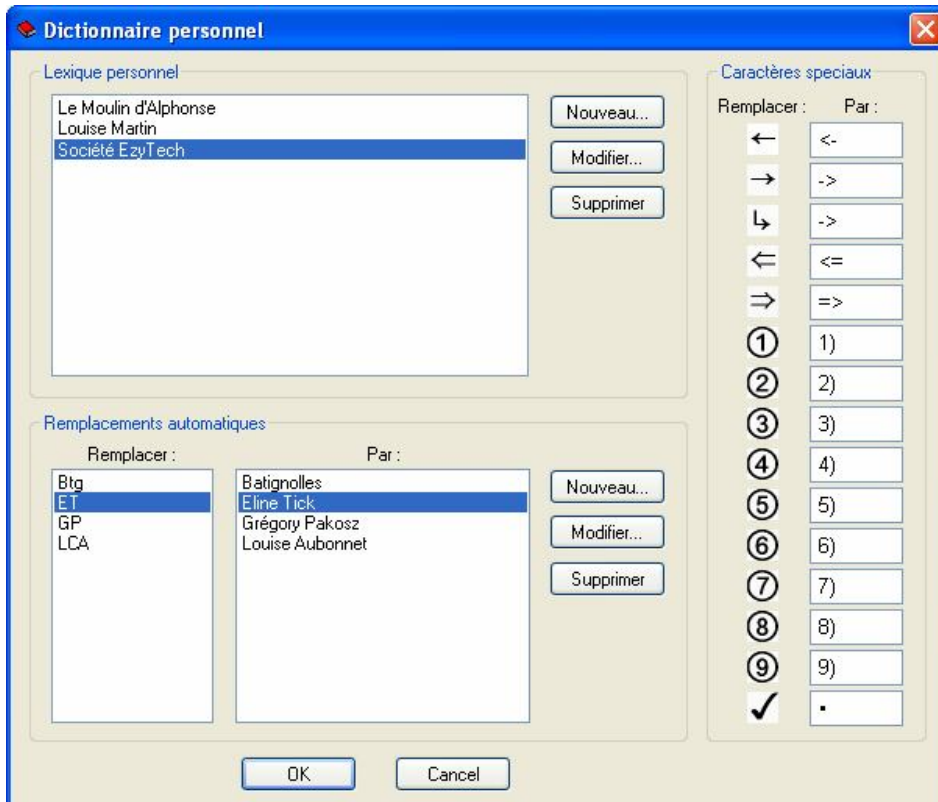 Dictionnaire personnel
Lexique personnel
Le Moulin d'Alphonse
Louise Martin
Société EzyTech
Nouveau...
Modifier...
Supprimer
Remplacements automatiques
Remplacer :
Par :
Btg
Batignolles
ET
Eline Tick
GP
Grégory Pakosz
LCA
Louise Aubonnet
Nouveau...
Modifier...
Supprimer
Caractères speciaux
Remplacer : Par :
← <-
→ ->
↳ ->
⇐ <=
⇒ =>
① 1)
② 2)
③ 3)
④ 4)
⑤ 5)
⑥ 6)
⑦ 7)
⑧ 8)
⑨ 9)
✓ ▪
OK
Cancel